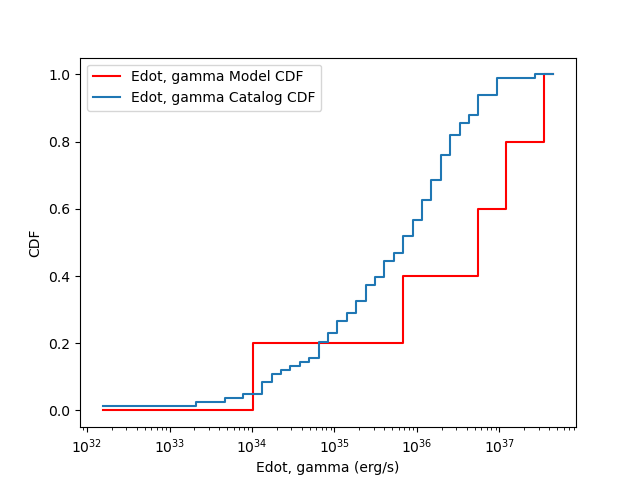 Edot, gamma Model CDF
Edot, gamma Catalog CDF
1.0
0.8
0.6
0.4
0.2
0.0
CDF
10^32 10^33 10^34 10^35 10^36 10^37
Edot, gamma (erg/s)